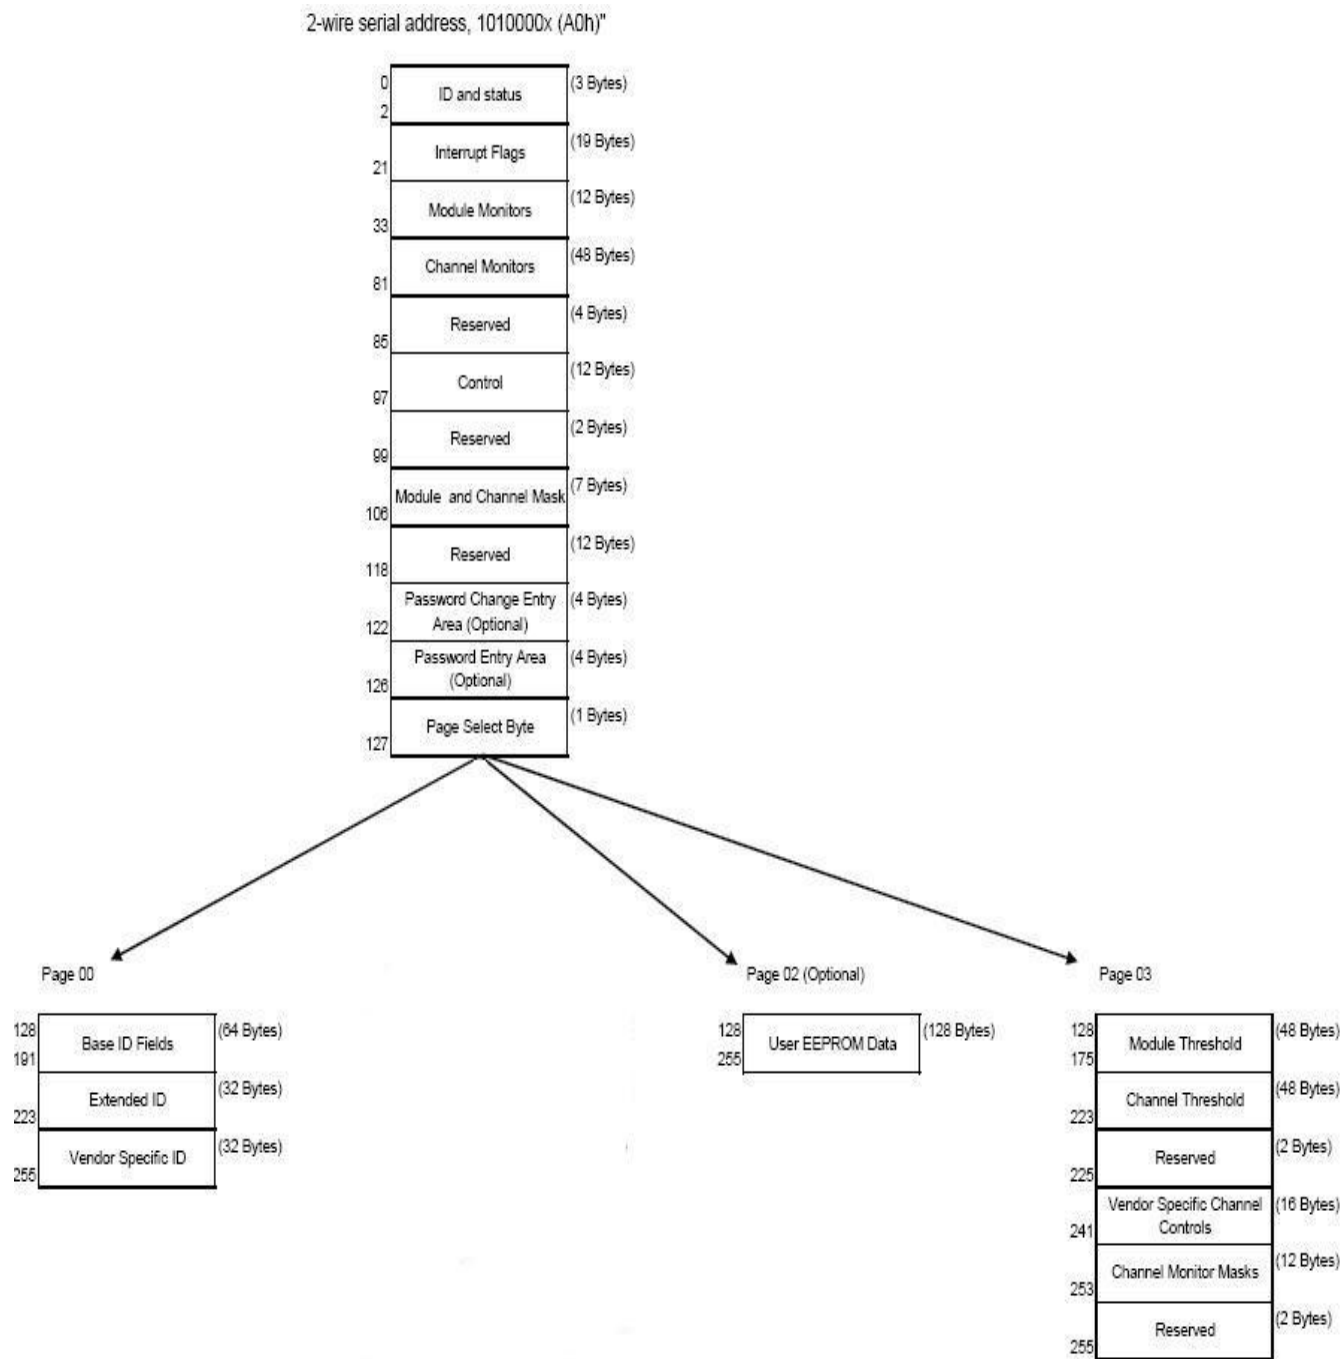 2-wire serial address, 1010000x (A0h)"
0
ID and status
(3 Bytes)
2
Interrupt Flags
(19 Bytes)
21
Module Monitors
(12 Bytes)
33
Channel Monitors
(48 Bytes)
81
Reserved
(4 Bytes)
85
Control
(12 Bytes)
97
Reserved
(2 Bytes)
99
Module and Channel Mask
(7 Bytes)
106
Reserved
(12 Bytes)
118
Password Change Entry
Area (Optional)
(4 Bytes)
122
Password Entry Area
(Optional)
(4 Bytes)
126
Page Select Byte
(1 Bytes)
127
Page 00
128
Base ID Fields
(64 Bytes)
191
Extended ID
(32 Bytes)
223
Vendor Specific ID
(32 Bytes)
255
Page 02 (Optional)
128
User EEPROM Data
(128 Bytes)
255
Page 03
128
Module Threshold
(48 Bytes)
175
Channel Threshold
(48 Bytes)
223
Reserved
(2 Bytes)
225
Vendor Specific Channel
Controls
(16 Bytes)
241
Channel Monitor Masks
(12 Bytes)
253
Reserved
(2 Bytes)
255